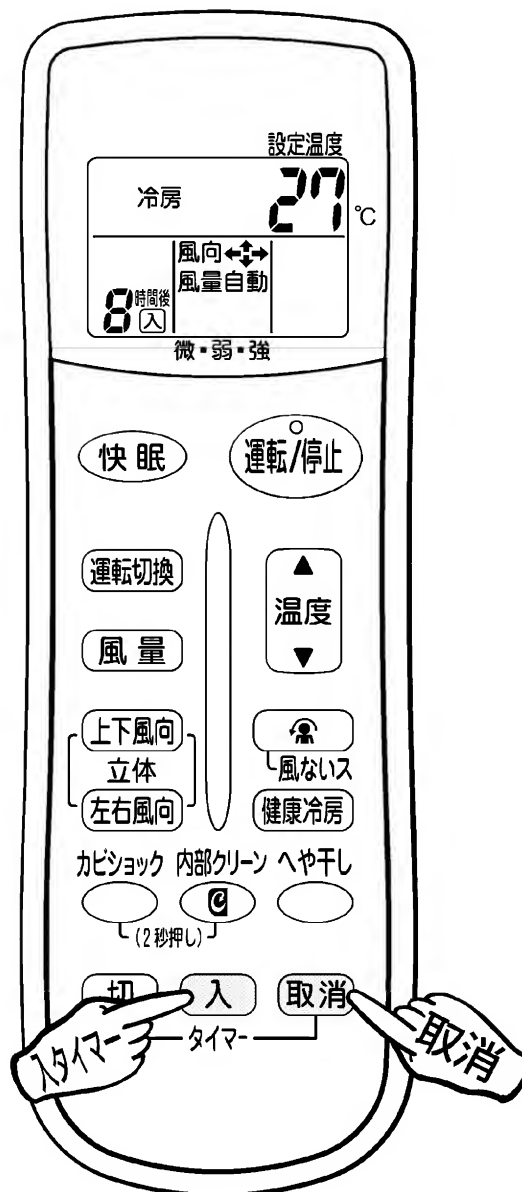 設定温度
冷房 27 ℃
風向
風量自動
8 時間後 入
微・弱・強
快眠
運転/停止
運転切換
▲
温度
▼
風量
上下風向
立体
左右風向
風ないス
健康冷房
カビショック 内部クリーン へや干し
(2秒押し)
切 入 取消
タイマー
入タイマー
取消